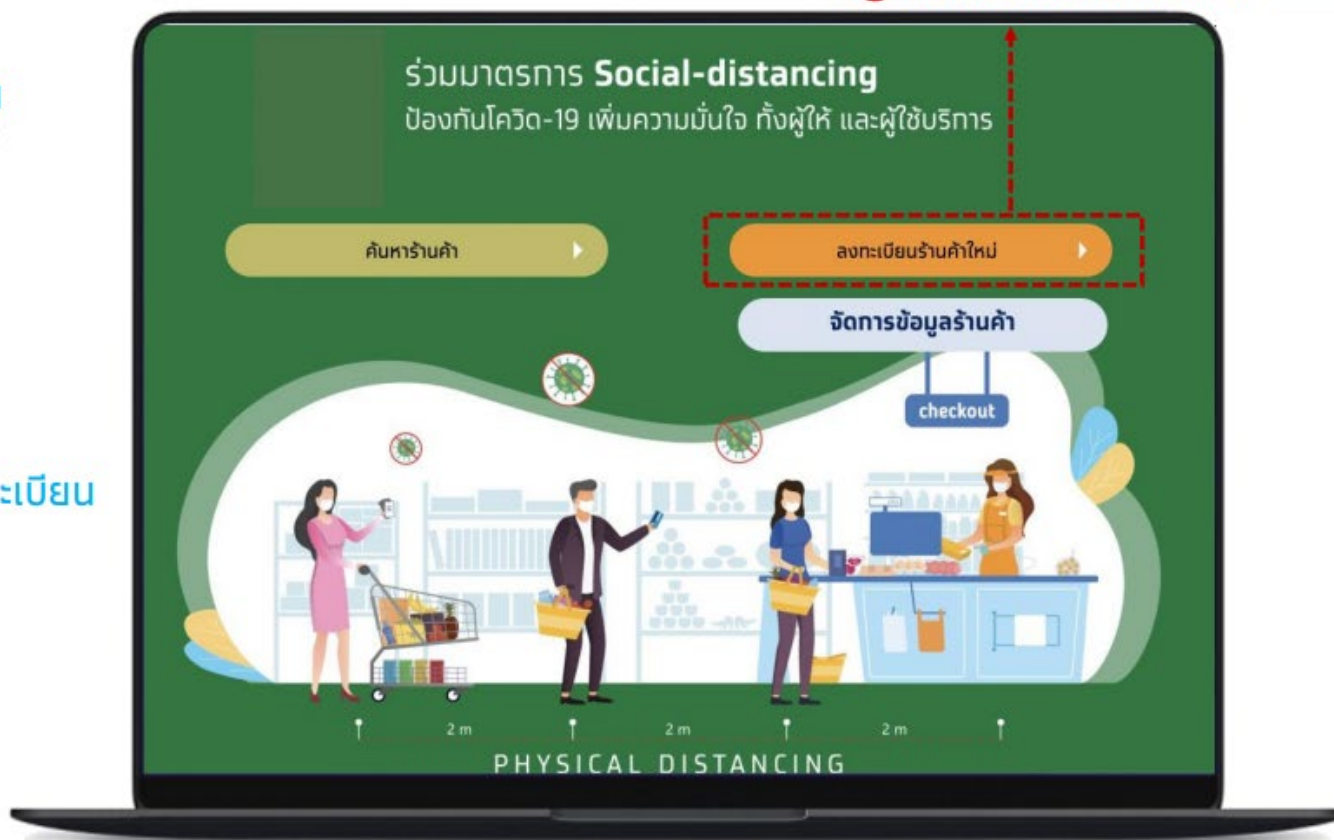 ร่วมมาตรการ Social-distancing
ป้องกันโควิด-19 เพิ่มความมั่นใจ ทั้งผู้ให้ และผู้ใช้บริการ
ค้นหาร้านค้า
ลงทะเบียนร้านค้าใหม่
จัดการข้อมูลร้านค้า
checkout
ะเบียน
2 m
2 m
2 m
PHYSICAL DISTANCING